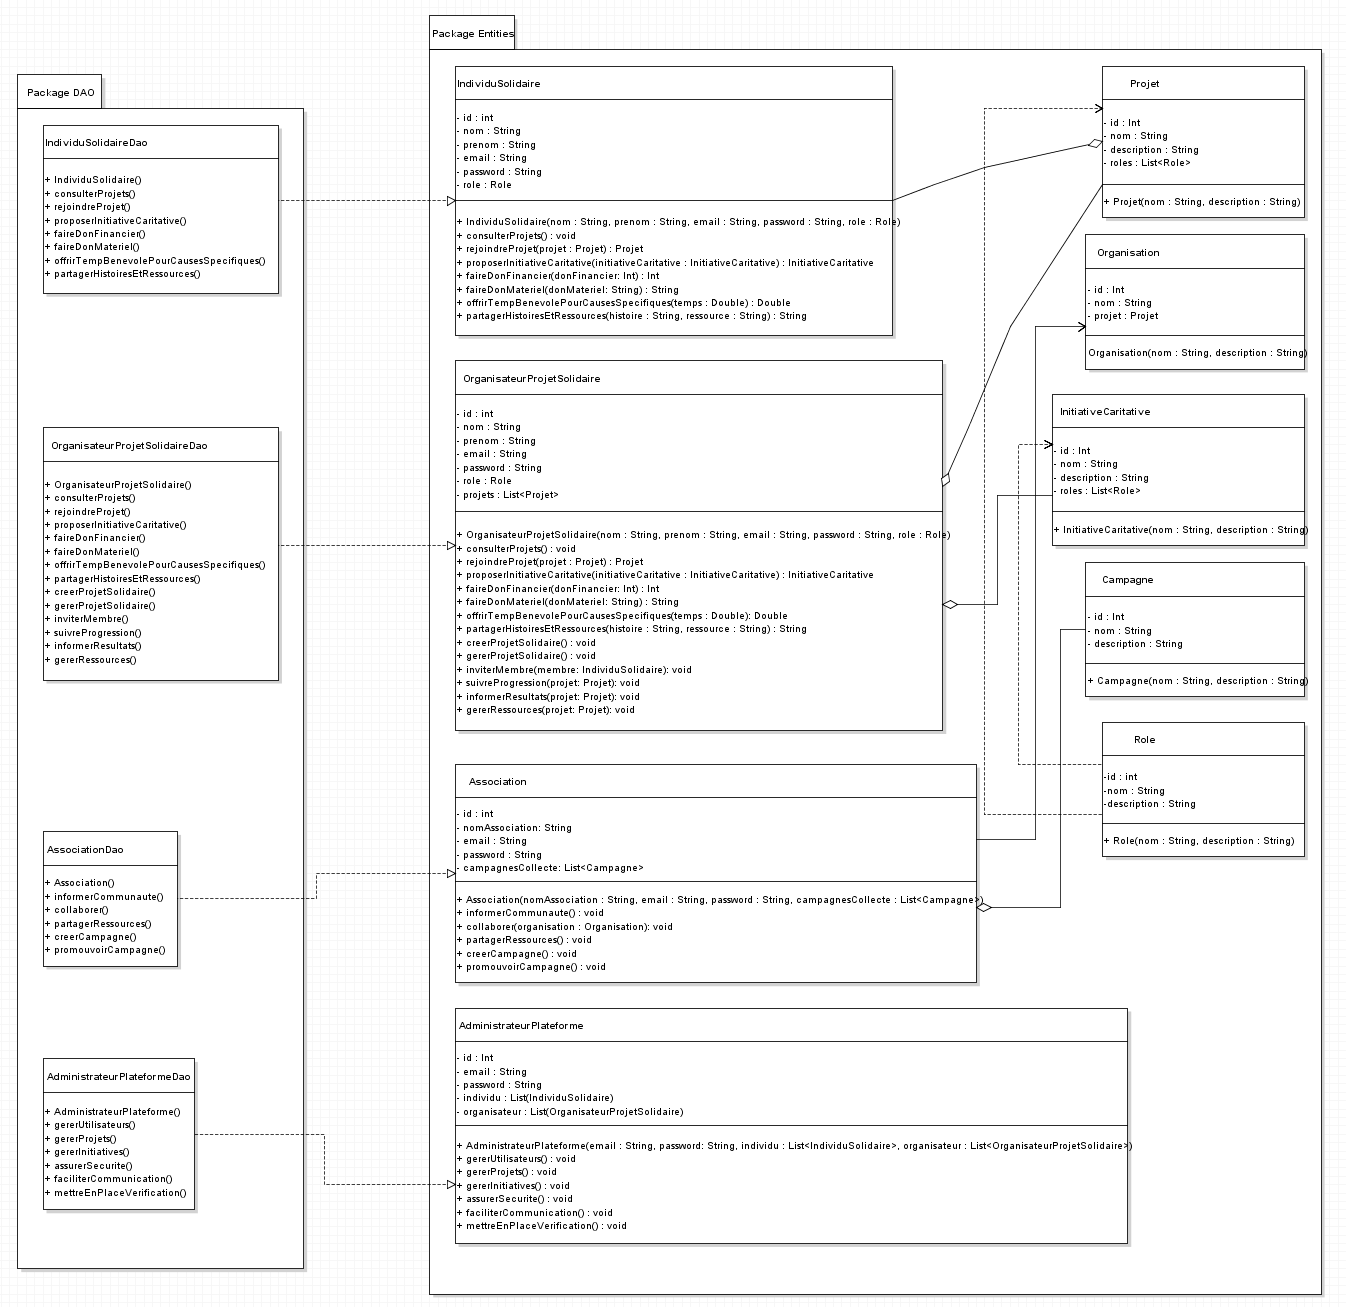 Package DAO
IndividuSolidaireDao
+ IndividuSolidaire()
+ consulterProjets()
+ rejoindreProjet()
+ proposerInitiativeCaritative()
+ faireDonFinancier()
+ faireDonMateriel()
+ offrirTempBenevolePourCausesSpecifiques()
+ partagerHistoiresEtRessources()
OrganisateurProjetSolidaireDao
+ OrganisateurProjetSolidaire()
+ consulterProjets()
+ rejoindreProjet()
+ proposerInitiativeCaritative()
+ faireDonFinancier()
+ faireDonMateriel()
+ offrirTempBenevolePourCausesSpecifiques()
+ partagerHistoiresEtRessources()
+ creerProjetSolidaire()
+ gererProjetSolidaire()
+ inviterMembre()
+ suivreProgression()
+ informerResultats()
+ gererRessources()
AssociationDao
+ Association()
+ informerCommunaute()
+ collaborer()
+ partagerRessources()
+ creerCampagne()
+ promouvoirCampagne()
AdministrateurPlateformeDao
+ AdministrateurPlateforme()
+ gererUtilisateurs()
+ gererProjets()
+ gererInitiatives()
+ assurerSecurite()
+ faciliterCommunication()
+ mettreEnPlaceVerification()
Package Entities
IndividuSolidaire
- id : int
- nom : String
- prenom : String
- email : String
- password : String
- role : Role
+ IndividuSolidaire(nom : String, prenom : String, email : String, password : String, role : Role)
+ consulterProjets() : void
+ rejoindreProjet(projet : Projet) : Projet
+ proposerInitiativeCaritative(initiativeCaritative : InitiativeCaritative) : InitiativeCaritative
+ faireDonFinancier(donFinancier: Int) : Int
+ faireDonMateriel(donMateriel: String) : String
+ offrirTempBenevolePourCausesSpecifiques(temps : Double) : Double
+ partagerHistoiresEtRessources(histoire : String, ressource : String) : String
OrganisateurProjetSolidaire
- id : int
- nom : String
- prenom : String
- email : String
- password : String
- role : Role
- projets : List<Projet>
+ OrganisateurProjetSolidaire(nom : String, prenom : String, email : String, password : String, role : Role)
+ consulterProjets() : void
+ rejoindreProjet(projet : Projet) : Projet
+ proposerInitiativeCaritative(initiativeCaritative : InitiativeCaritative) : InitiativeCaritative
+ faireDonFinancier(donFinancier: Int) : Int
+ faireDonMateriel(donMateriel: String) : String
+ offrirTempBenevolePourCausesSpecifiques(temps : Double): Double
+ partagerHistoiresEtRessources(histoire : String, ressource : String) : String
+ creerProjetSolidaire() : void
+ gererProjetSolidaire() : void
+ inviterMembre(membre: IndividuSolidaire): void
+ suivreProgression(projet: Projet): void
+ informerResultats(projet: Projet): void
+ gererRessources(projet: Projet): void
Association
- id : int
- nomAssociation: String
- email : String
- password : String
- campagnesCollecte: List<Campagne>
+ Association(nomAssociation : String, email : String, password : String, campagnesCollecte : List<Campagne>)
+ informerCommunaute() : void
+ collaborer(organisation : Organisation): void
+ partagerRessources() : void
+ creerCampagne() : void
+ promouvoirCampagne() : void
AdministrateurPlateforme
- id : Int
- email : String
- password : String
- individu : List(IndividuSolidaire)
- organisateur : List(OrganisateurProjetSolidaire)
+ AdministrateurPlateforme(email : String, password: String, individu : List<IndividuSolidaire>, organisateur : List<OrganisateurProjetSolidaire>)
+ gererUtilisateurs() : void
+ gererProjets() : void
+ gererInitiatives() : void
+ assurerSecurite() : void
+ faciliterCommunication() : void
+ mettreEnPlaceVerification() : void
Projet
- id : Int
- nom : String
- description : String
- roles : List<Role>
+ Projet(nom : String, description : String)
Organisation
- id : Int
- nom : String
- projet : Projet
Organisation(nom : String, description : String)
InitiativeCaritative
- id : Int
- nom : String
- description : String
- roles : List<Role>
+ InitiativeCaritative(nom : String, description : String)
Campagne
- id : Int
- nom : String
- description : String
+ Campagne(nom : String, description : String)
Role
-id : int
-nom : String
-description : String
+ Role(nom : String, description : String)